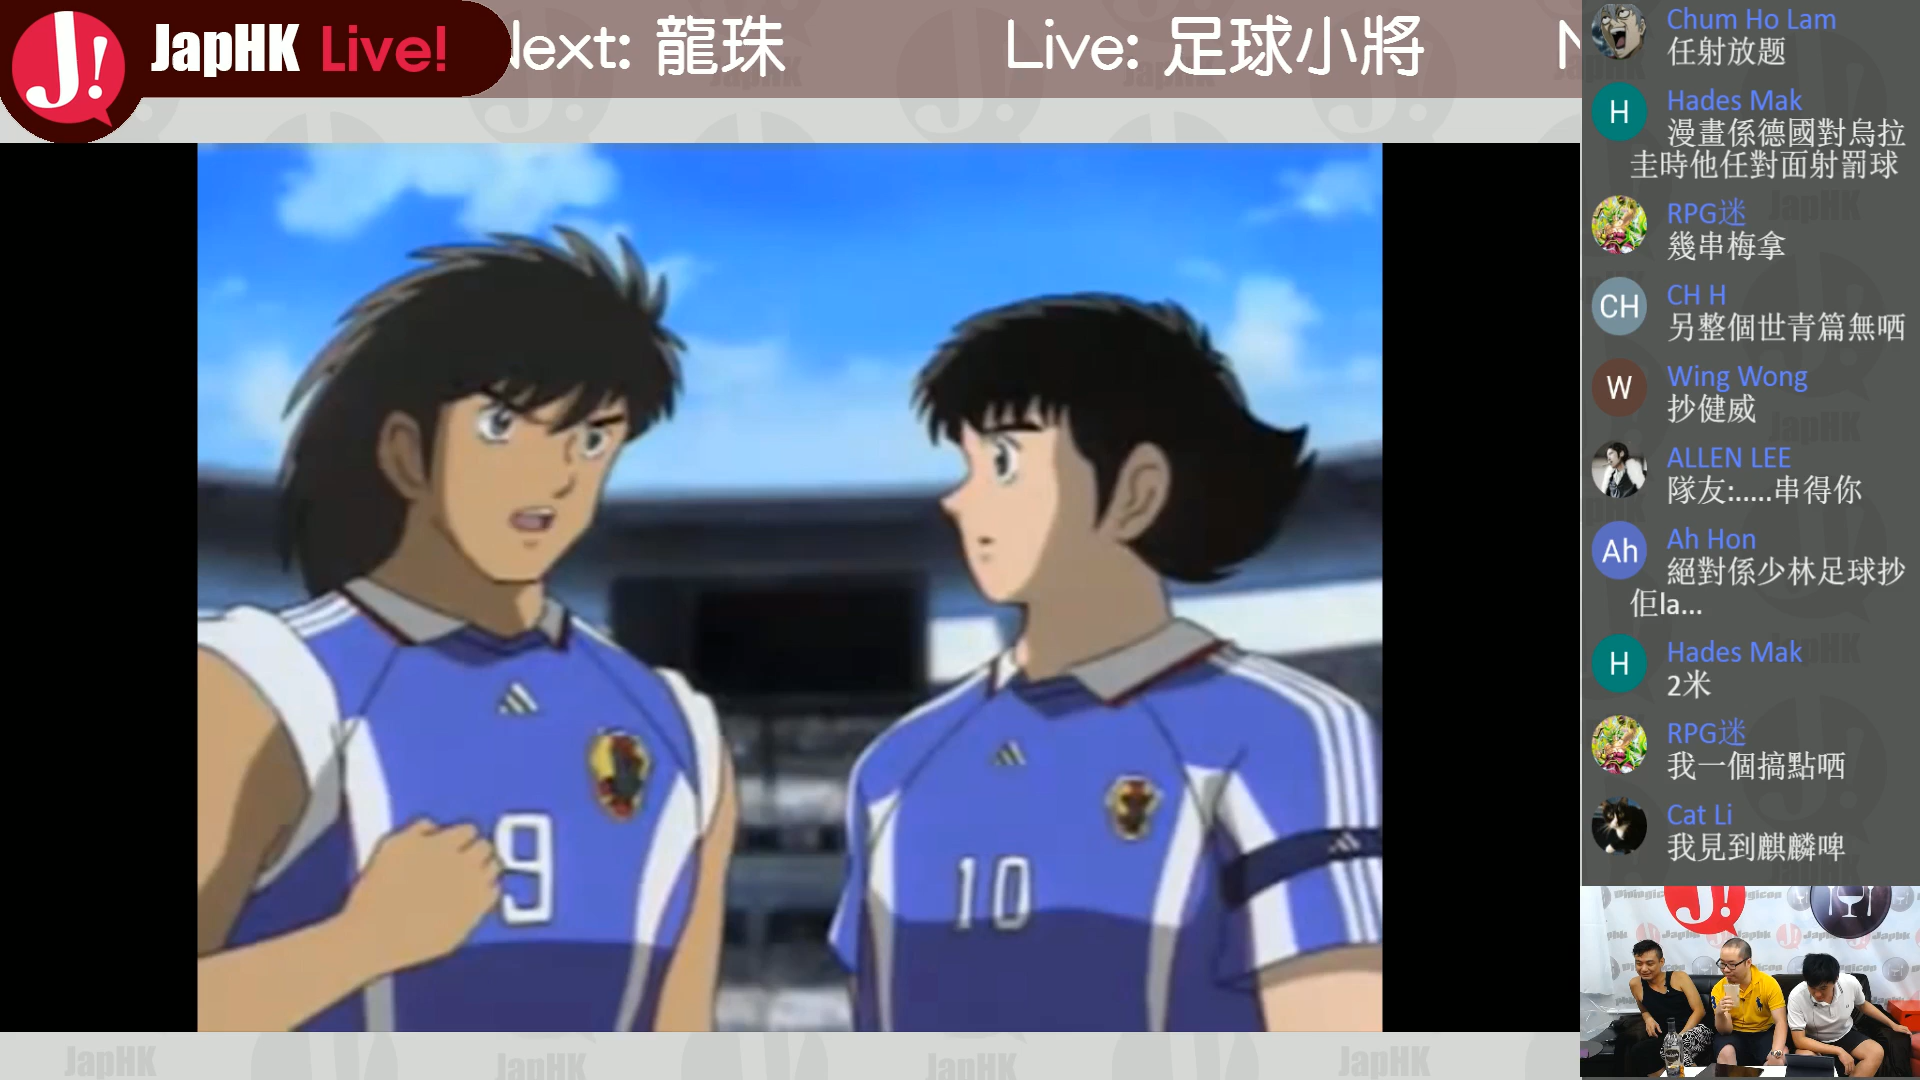 J!
JapHK Live!
Next: 龍珠
Live: 足球小將
N
Chum Ho Lam
任射放題
H
Hades Mak
漫畫係德國對烏拉
圭時他任對面射罰球
RPG迷
幾串梅拿
CH
CH H
另整個世青篇無哂
W
Wing Wong
抄健威
ALLEN LEE
隊友:.....串得你
Ah
Ah Hon
絕對係少林足球抄
佢la...
H
Hades Mak
2米
RPG迷
我一個搞點哂
Cat Li
我見到麒麟啤
9
10
J!
JapHK
JapHK
JapHK
JapHK